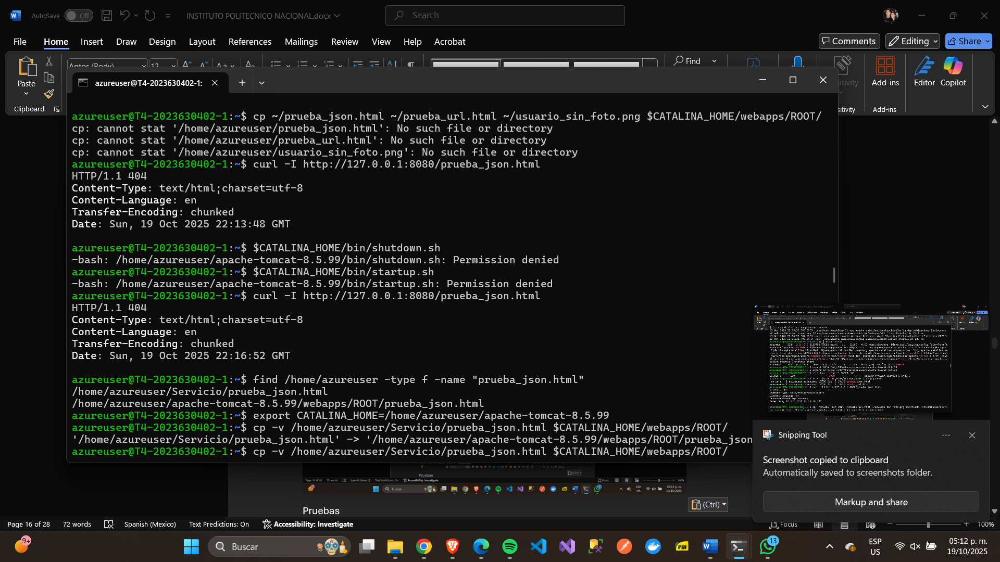 AutoSave
Off
INSTITUTO POLITECNICO NACIONAL.docx
Search
File
Home
Insert
Draw
Design
Layout
References
Mailings
Review
View
Help
Acrobat
Comments
Editing
Share
Aptos (Body)
12
Find
Paste
Clipboard
Add-ins
Editor
Copilot
Add-ins
azureuser@T4-2023630402-1:
azureuser@T4-2023630402-1:~$ cp ~/prueba_json.html ~/prueba_url.html ~/usuario_sin_foto.png $CATALINA_HOME/webapps/ROOT/
cp: cannot stat '/home/azureuser/prueba_json.html': No such file or directory
cp: cannot stat '/home/azureuser/prueba_url.html': No such file or directory
cp: cannot stat '/home/azureuser/usuario_sin_foto.png': No such file or directory
azureuser@T4-2023630402-1:~$ curl -I http://127.0.0.1:8080/prueba_json.html
HTTP/1.1 404
Content-Type: text/html;charset=utf-8
Content-Language: en
Transfer-Encoding: chunked
Date: Sun, 19 Oct 2025 22:13:48 GMT
azureuser@T4-2023630402-1:~$ $CATALINA_HOME/bin/shutdown.sh
-bash: /home/azureuser/apache-tomcat-8.5.99/bin/shutdown.sh: Permission denied
azureuser@T4-2023630402-1:~$ $CATALINA_HOME/bin/startup.sh
-bash: /home/azureuser/apache-tomcat-8.5.99/bin/startup.sh: Permission denied
azureuser@T4-2023630402-1:~$ curl -I http://127.0.0.1:8080/prueba_json.html
HTTP/1.1 404
Content-Type: text/html;charset=utf-8
Content-Language: en
Transfer-Encoding: chunked
Date: Sun, 19 Oct 2025 22:16:52 GMT
azureuser@T4-2023630402-1:~$ find /home/azureuser -type f -name "prueba_json.html"
/home/azureuser/Servicio/prueba_json.html
/home/azureuser/apache-tomcat-8.5.99/webapps/ROOT/prueba_json.html
azureuser@T4-2023630402-1:~$ export CATALINA_HOME=/home/azureuser/apache-tomcat-8.5.99
azureuser@T4-2023630402-1:~$ cp -v /home/azureuser/Servicio/prueba_json.html $CATALINA_HOME/webapps/ROOT/
'/home/azureuser/Servicio/prueba_json.html' -> '/home/azureuser/apache-tomcat-8.5.99/webapps/ROOT/prueba_json
azureuser@T4-2023630402-1:~$ cp -v /home/azureuser/Servicio/prueba_json.html $CATALINA_HOME/webapps/ROOT/
Snipping Tool
Screenshot copied to clipboard
Automatically saved to screenshots folder.
Markup and share
Pruebas
Buscar
05:12 p. m.
19/10/2025
Pruebas
(Ctrl)
Page 16 of 28
72 words
Spanish (Mexico)
Text Predictions: On
Accessibility: Investigate
Focus
100%
9+
Buscar
PDF
13
ESP
US
05:12 p. m.
19/10/2025